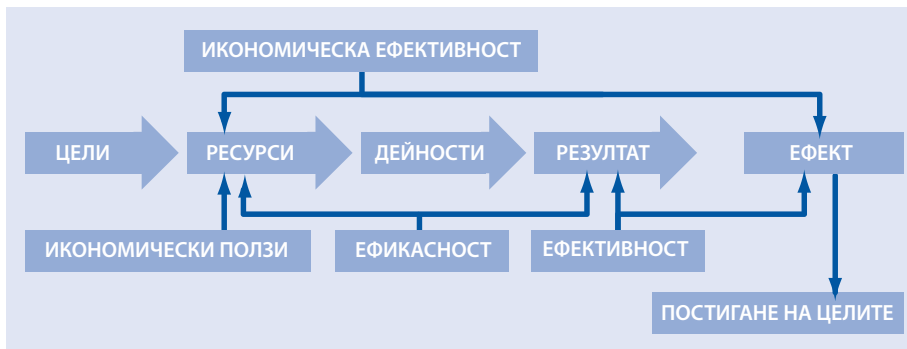 ИКОНОМИЧЕСКА ЕФЕКТИВНОСТ
ЦЕЛИ
РЕСУРСИ
ДЕЙНОСТИ
РЕЗУЛТАТ
ЕФЕКТ
ИКОНОМИЧЕСКИ ПОЛЗИ
ЕФИКАСНОСТ
ЕФЕКТИВНОСТ
ПОСТИГАНЕ НА ЦЕЛИТЕ